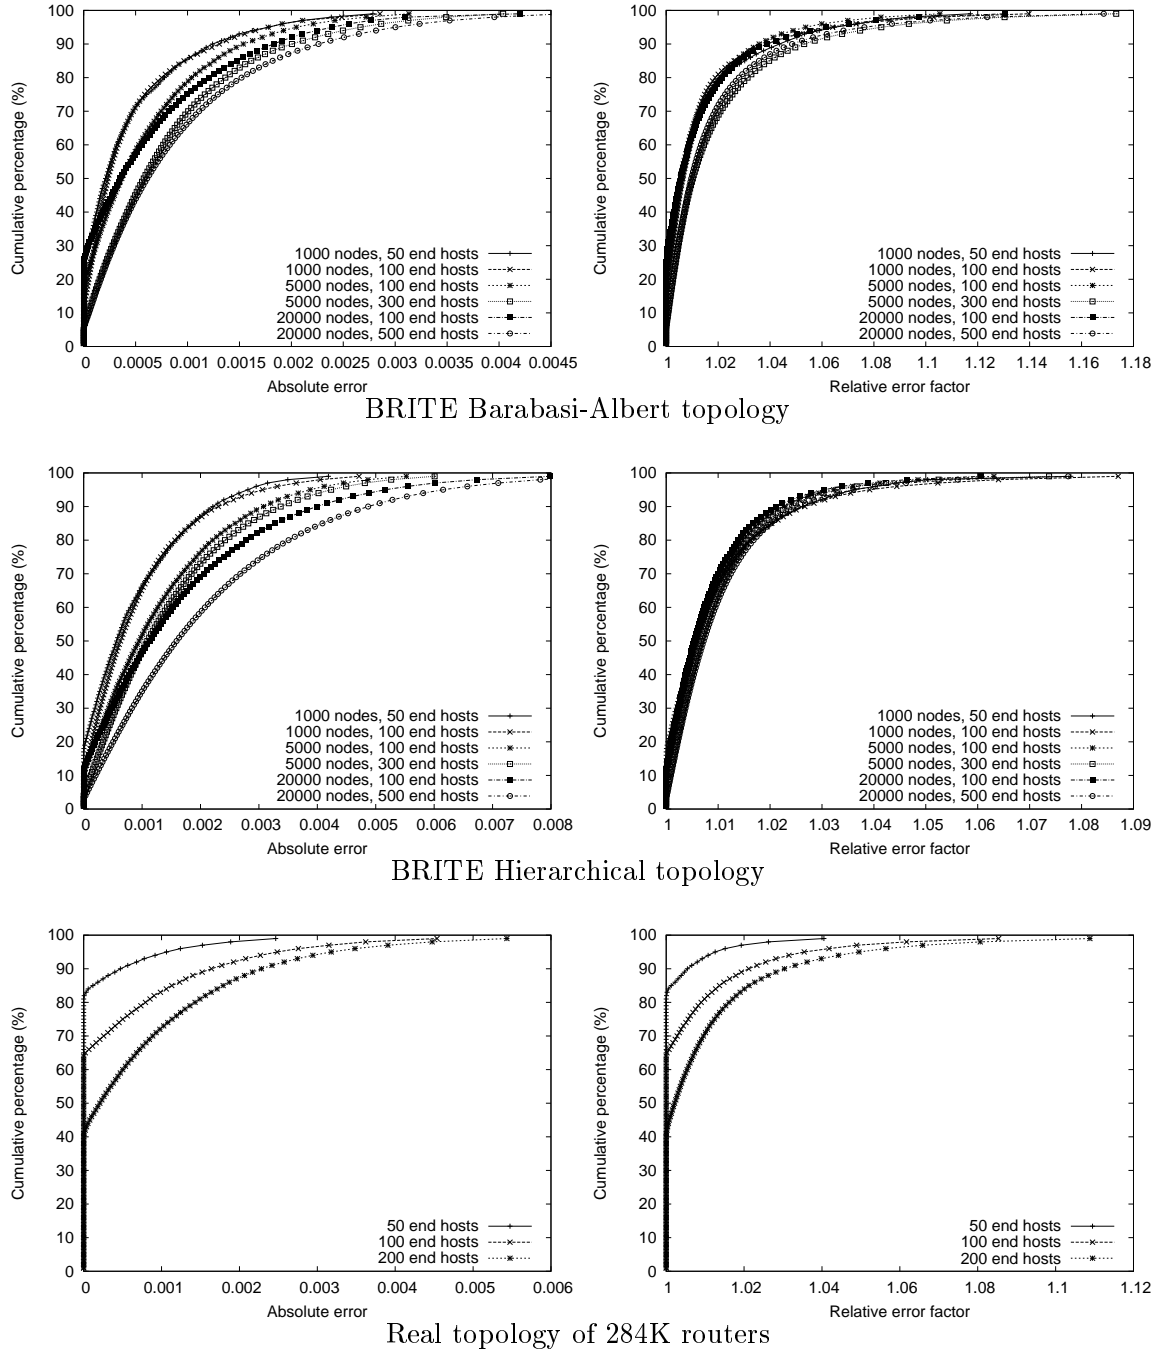 100
90
80
70
60
50
40
30
20
10
0
Cumulative percentage (%)
1000 nodes, 50 end hosts
1000 nodes, 100 end hosts
5000 nodes, 100 end hosts
5000 nodes, 300 end hosts
20000 nodes, 100 end hosts
20000 nodes, 500 end hosts
0 0.0005 0.001 0.0015 0.002 0.0025 0.003 0.0035 0.004 0.0045
Absolute error
100
90
80
70
60
50
40
30
20
10
0
Cumulative percentage (%)
1000 nodes, 50 end hosts
1000 nodes, 100 end hosts
5000 nodes, 100 end hosts
5000 nodes, 300 end hosts
20000 nodes, 100 end hosts
20000 nodes, 500 end hosts
1 1.02 1.04 1.06 1.08 1.1 1.12 1.14 1.16 1.18
Relative error factor
BRITE Barabasi-Albert topology
100
90
80
70
60
50
40
30
20
10
0
Cumulative percentage (%)
1000 nodes, 50 end hosts
1000 nodes, 100 end hosts
5000 nodes, 100 end hosts
5000 nodes, 300 end hosts
20000 nodes, 100 end hosts
20000 nodes, 500 end hosts
0 0.001 0.002 0.003 0.004 0.005 0.006 0.007 0.008
Absolute error
100
90
80
70
60
50
40
30
20
10
0
Cumulative percentage (%)
1000 nodes, 50 end hosts
1000 nodes, 100 end hosts
5000 nodes, 100 end hosts
5000 nodes, 300 end hosts
20000 nodes, 100 end hosts
20000 nodes, 500 end hosts
1 1.01 1.02 1.03 1.04 1.05 1.06 1.07 1.08 1.09
Relative error factor
BRITE Hierarchical topology
100
90
80
70
60
50
40
30
20
10
0
Cumulative percentage (%)
50 end hosts
100 end hosts
200 end hosts
0 0.001 0.002 0.003 0.004 0.005 0.006
Absolute error
100
90
80
70
60
50
40
30
20
10
0
Cumulative percentage (%)
50 end hosts
100 end hosts
200 end hosts
1 1.02 1.04 1.06 1.08 1.1 1.12
Relative error factor
Real topology of 284K routers